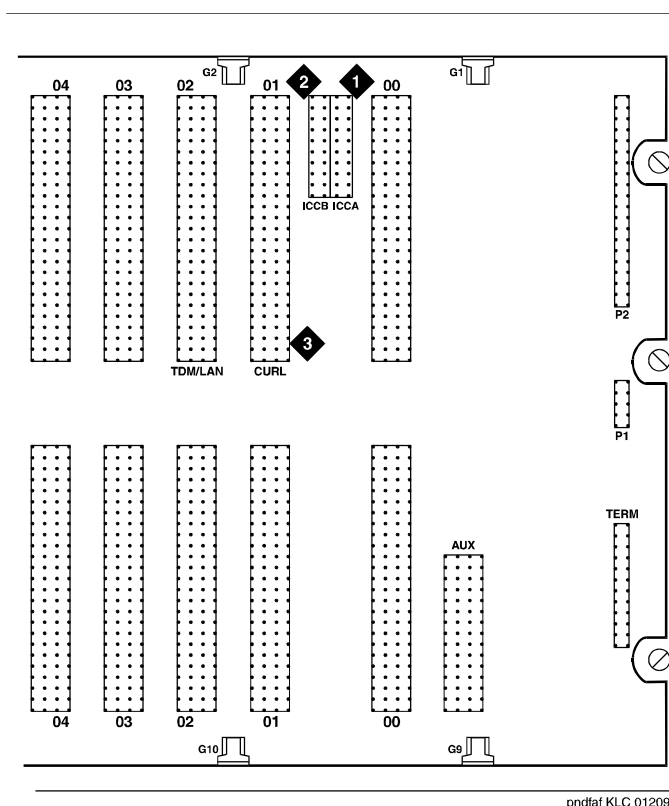 G2 G1
04 03 02 01 2 1 00
ICCB ICCA
P2
3
TDM/LAN CURL
P1
TERM
AUX
04 03 02 01 00
G10 G9
pndfaf KLC 01209